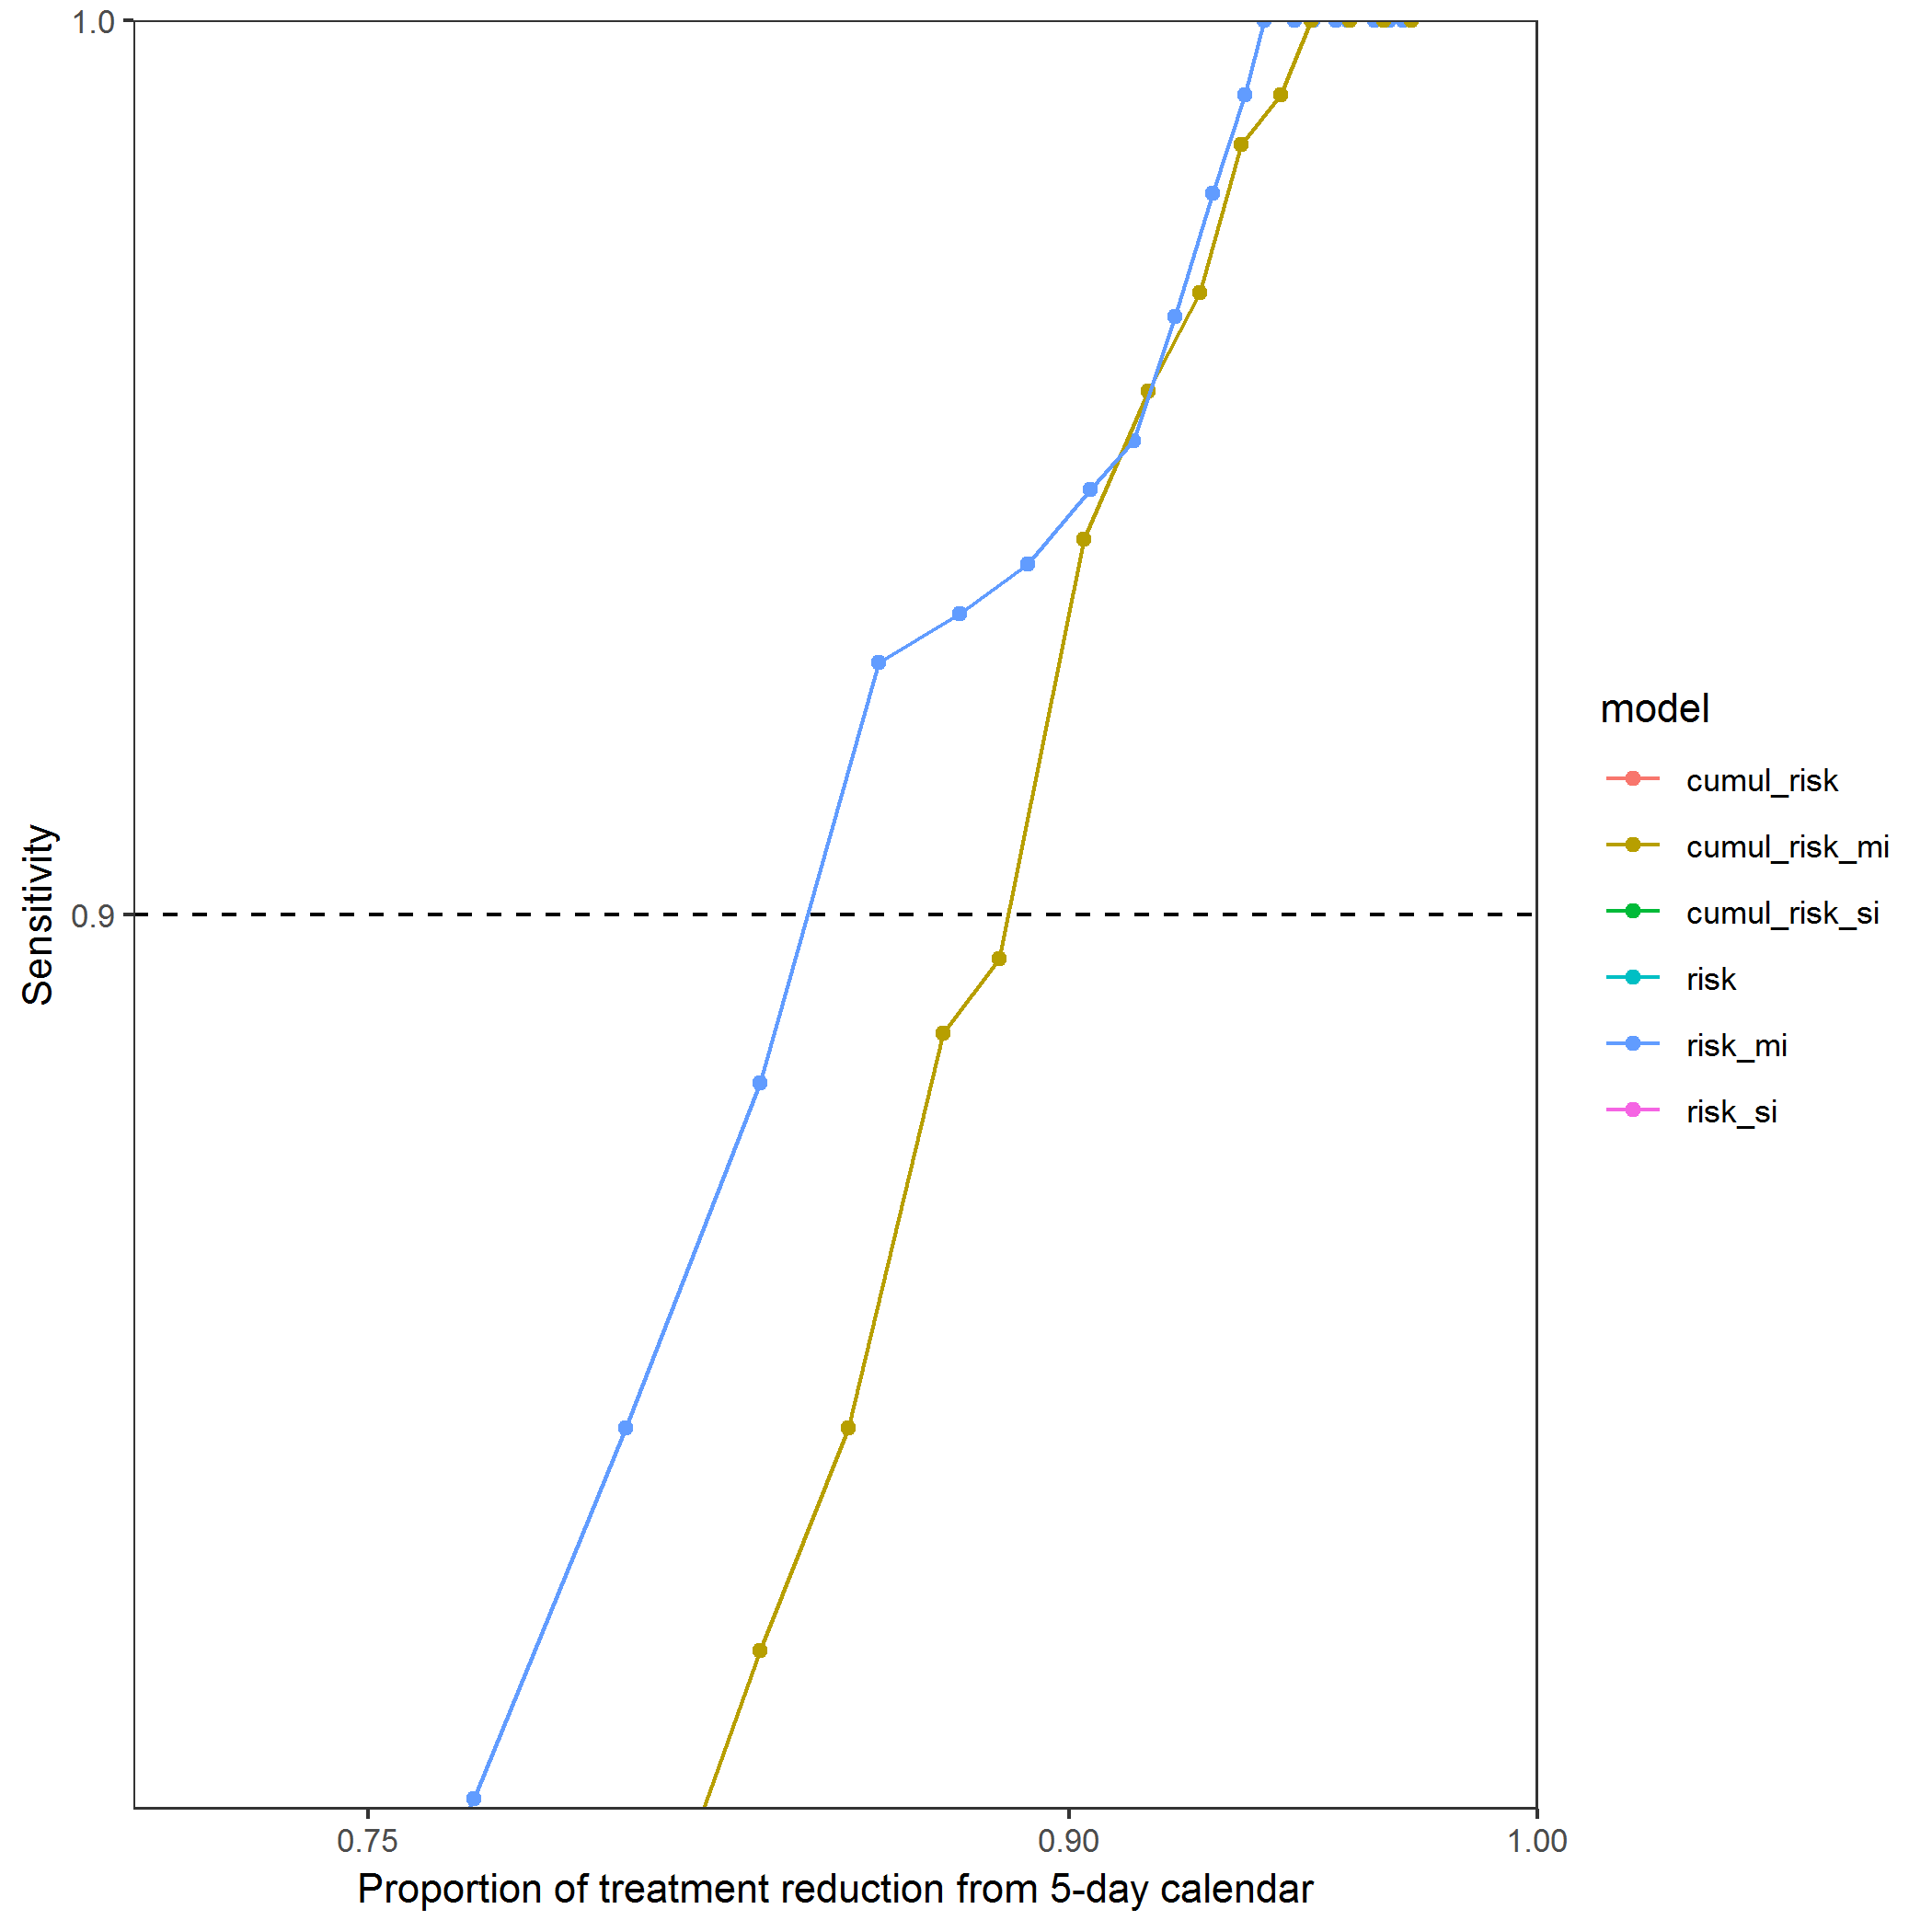 1.0
0.9
Sensitivity
0.75
0.90
1.00
Proportion of treatment reduction from 5-day calendar
model
cumul_risk
cumul_risk_mi
cumul_risk_si
risk
risk_mi
risk_si